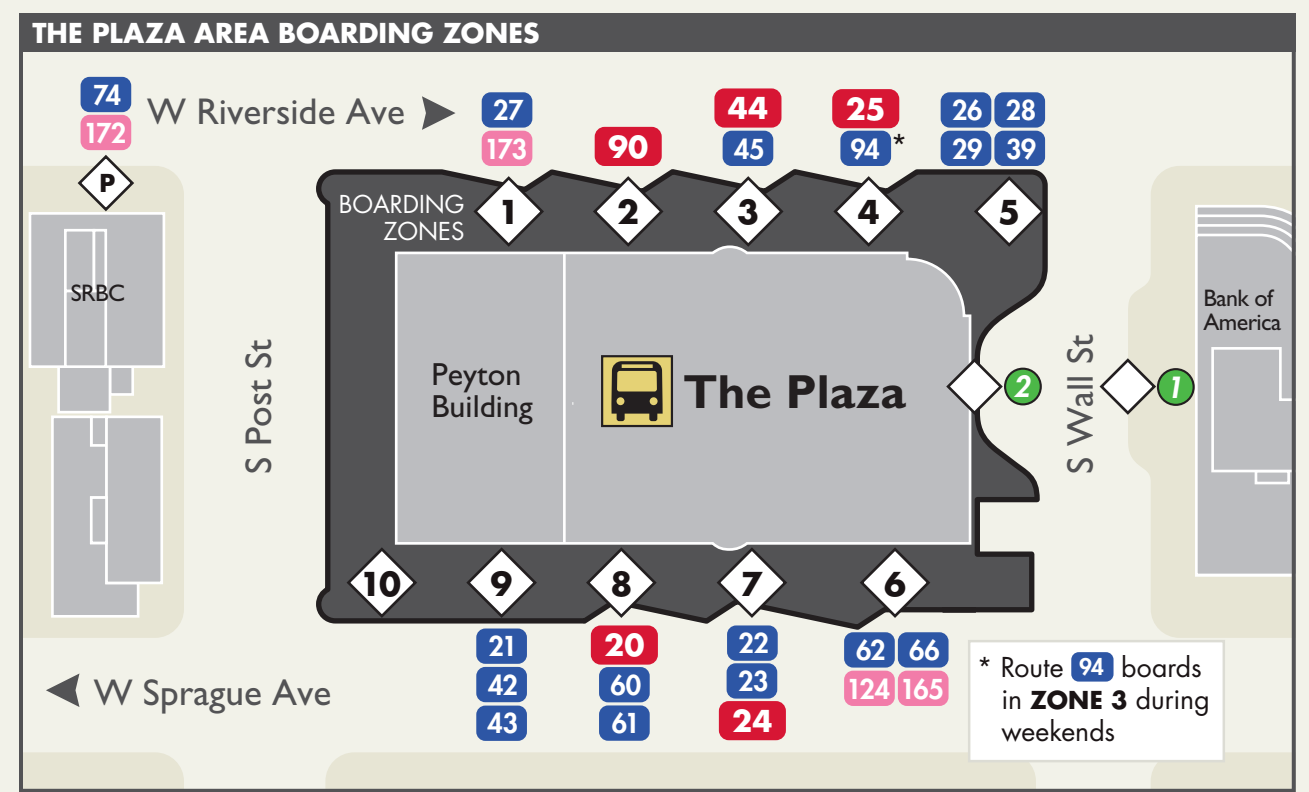 THE PLAZA AREA BOARDING ZONES
74
172
P
W Riverside Ave
27
173
90
44
45
25
94*
26 28
29 39
BOARDING
ZONES
1
2
3
4
5
SRBC
S Post St
Peyton
Building
The Plaza
2
S Wall St
1
Bank of
America
10
9
8
7
6
W Sprague Ave
21
42
43
20
60
61
22
23
24
62 66
124 165
* Route 94 boards
in ZONE 3 during
weekends